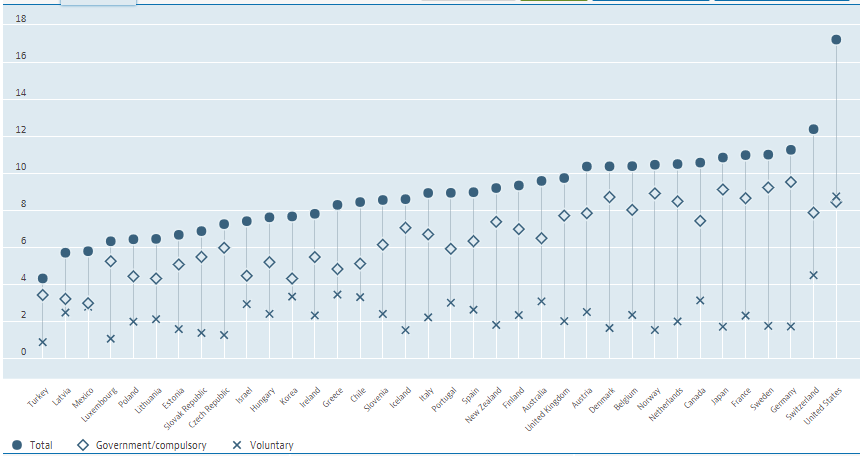 18
16
14
12
10
8
6
4
2
0
Turkey
Latvia
Mexico
Luxembourg
Poland
Lithuania
Estonia
Slovak Republic
Czech Republic
Israel
Hungary
Korea
Ireland
Greece
Chile
Slovenia
Iceland
Italy
Portugal
Spain
New Zealand
Finland
Australia
United Kingdom
Austria
Denmark
Belgium
Norway
Netherlands
Canada
Japan
France
Sweden
Germany
Switzerland
United States
Total Government/compulsory Voluntary